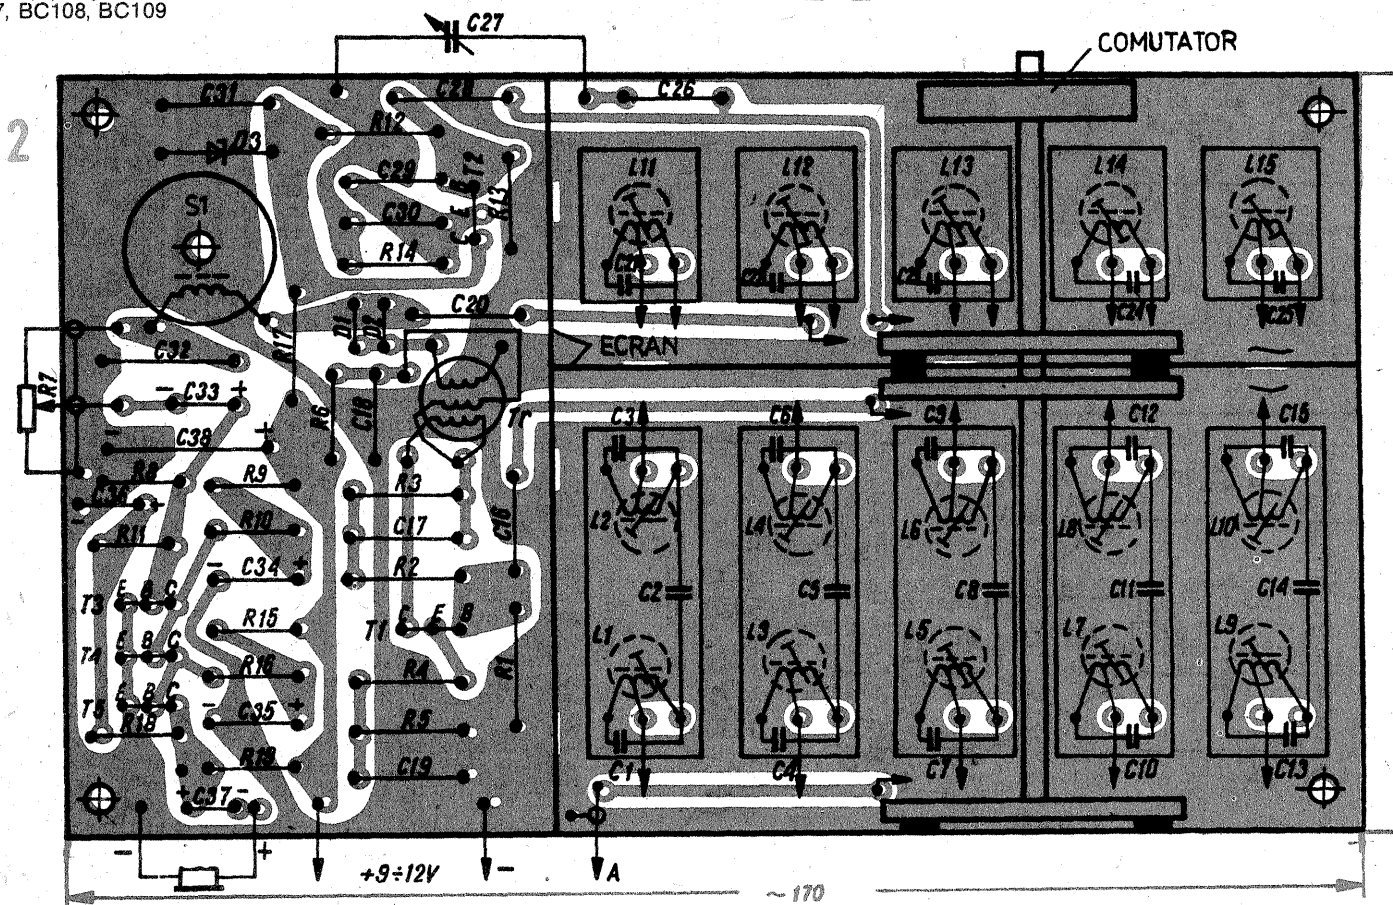 7, BC108, BC109
C27
COMUTATOR
2
C31
C28
C26
R12
D3
C29
T2
B
E
C
R13
S1
C30
R14
L11
L12
L13
L14
L15
C24
C25
R17
D1
D2
C20
ECRAN
C32
R7
- C33 +
R6
C18
Tr
C3
C6
C9
C12
C15
- C38 +
R8
R9
R3
C16
- +
R10
C17
R11
L2
L4
L6
L8
L10
- C34 +
R2
C2
C5
C8
C11
C14
T3
E B C
R15
T1
C E B
L1
L3
L5
L7
L9
T4
E B C
R16
R4
R1
T5
E B C
R18
- C35 +
R5
R19
C19
C1
C4
C7
C10
C13
+ C37 -
- +
+9÷12V
-
A
~170